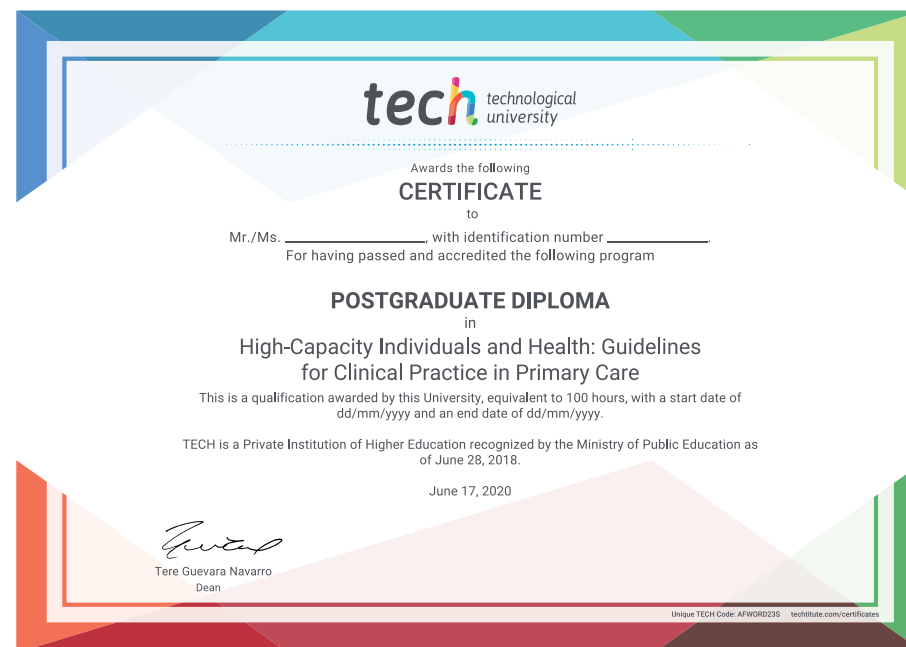 tech technological
university
Awards the following
CERTIFICATE
to
Mr./Ms. ____________________, with identification number ______________.
For having passed and accredited the following program
POSTGRADUATE DIPLOMA
in
High-Capacity Individuals and Health: Guidelines
for Clinical Practice in Primary Care
This is a qualification awarded by this University, equivalent to 100 hours, with a start date of
dd/mm/yyyy and an end date of dd/mm/yyyy.
TECH is a Private Institution of Higher Education recognized by the Ministry of Public Education as
of June 28, 2018.
June 17, 2020
Tere Guevara Navarro
Dean
Unique TECH Code: AFWORD23S techtitute.com/certificates